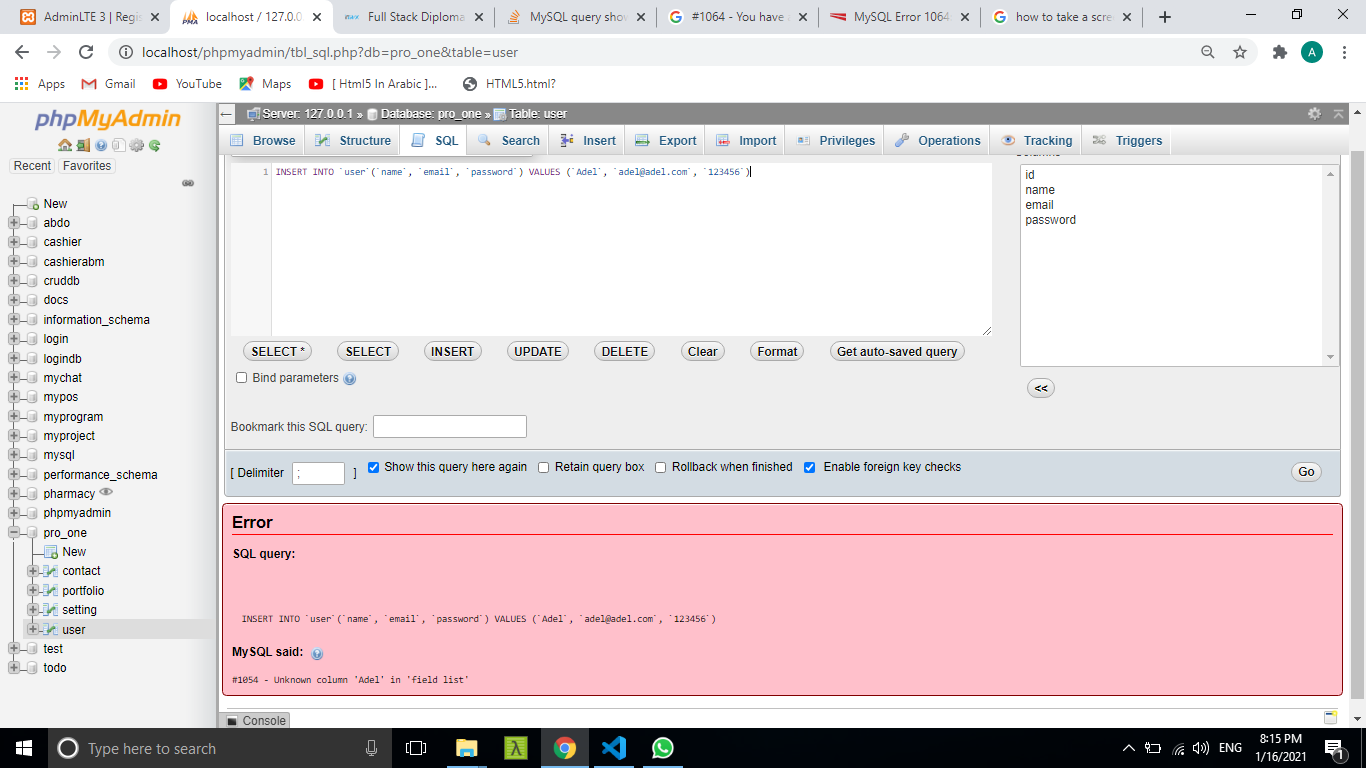 AdminLTE 3 | Regis
localhost / 127.0.0.
Full Stack Diploma
MySQL query show
#1064 - You have
MySQL Error 1064
how to take a scre
localhost/phpmyadmin/tbl_sql.php?db=pro_one&table=user
A
Apps
Gmail
YouTube
Maps
[ Html5 In Arabic ]...
HTML5.html?
phpMyAdmin
Recent
Favorites
New
abdo
cashier
cashierabm
cruddb
docs
information_schema
login
logindb
mychat
mypos
myprogram
myproject
mysql
performance_schema
pharmacy
phpmyadmin
pro_one
New
contact
portfolio
setting
user
test
todo
Server: 127.0.0.1 » Database: pro_one » Table: user
Browse
Structure
SQL
Search
Insert
Export
Import
Privileges
Operations
Tracking
Triggers
1 INSERT INTO `user`(`name`, `email`, `password`) VALUES (`Adel`, `adel@adel.com`, `123456`)
Columns
id
name
email
password
SELECT *
SELECT
INSERT
UPDATE
DELETE
Clear
Format
Get auto-saved query
<<
Bind parameters
Bookmark this SQL query:
[ Delimiter ; ]
Show this query here again
Retain query box
Rollback when finished
Enable foreign key checks
Go
Error
SQL query:
INSERT INTO `user`(`name`, `email`, `password`) VALUES (`Adel`, `adel@adel.com`, `123456`)
MySQL said:
#1054 - Unknown column 'Adel' in 'field list'
Console
Type here to search
ENG
8:15 PM
1/16/2021
1